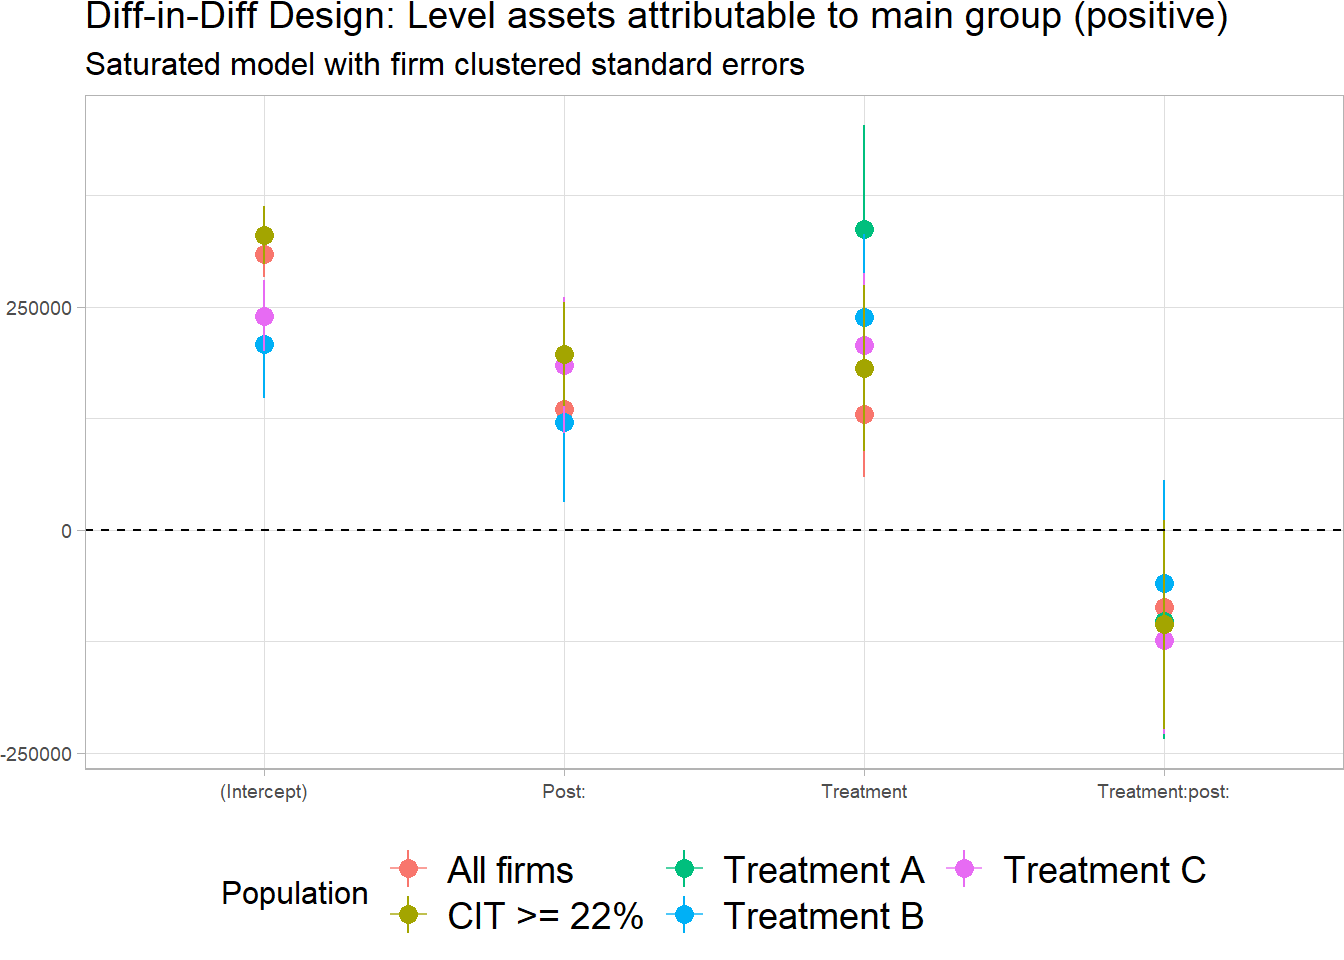 Diff-in-Diff Design: Level assets attributable to main group (positive)
Saturated model with firm clustered standard errors
250000
0
-250000
(Intercept)
Post:
Treatment
Treatment:post:
Population
All firms
Treatment A
Treatment C
CIT >= 22%
Treatment B